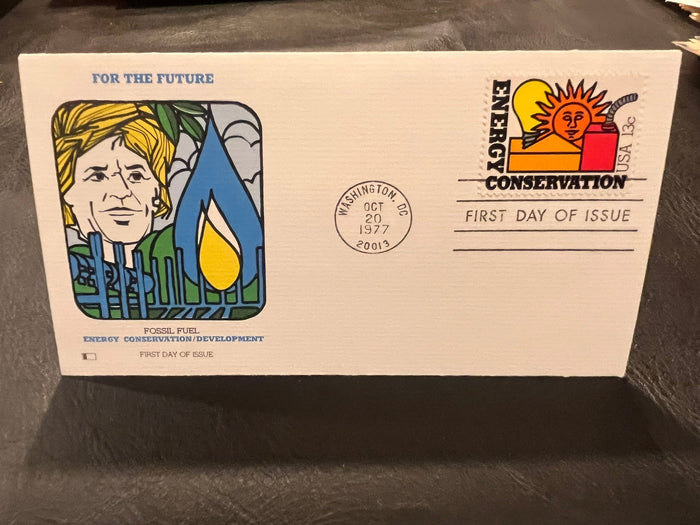 FOR THE FUTURE
FOSSIL FUEL
ENERGY CONSERVATION/DEVELOPMENT
FIRST DAY OF ISSUE
WASHINGTON, DC
OCT
20
1977
20013
ENERGY
CONSERVATION
USA 13c
FIRST DAY OF ISSUE